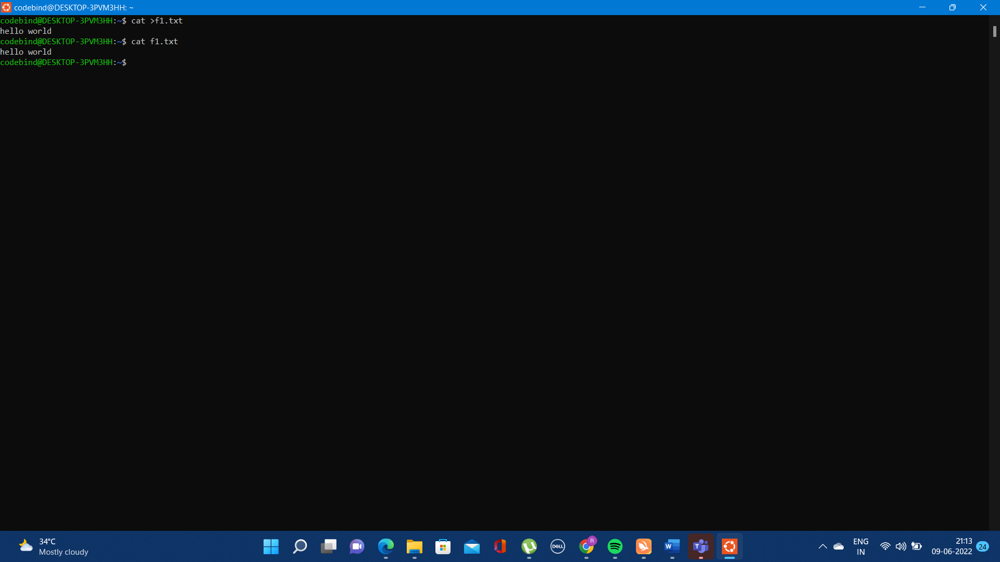 codebind@DESKTOP-3PVM3HH: ~
codebind@DESKTOP-3PVM3HH:~$ cat >f1.txt
hello world
codebind@DESKTOP-3PVM3HH:~$ cat f1.txt
hello world
codebind@DESKTOP-3PVM3HH:~$
34°C
Mostly cloudy
DELL
R
W
T
ENG
IN
21:13
09-06-2022
24